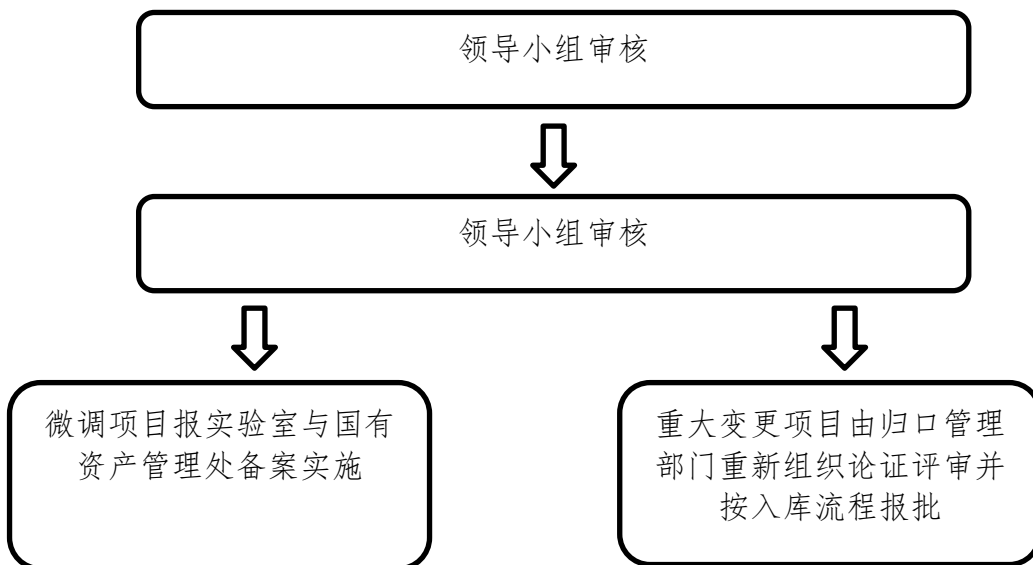 领导小组审核
领导小组审核
微调项目报实验室与国有
资产管理处备案实施
重大变更项目由归口管理
部门重新组织论证评审并
按入库流程报批